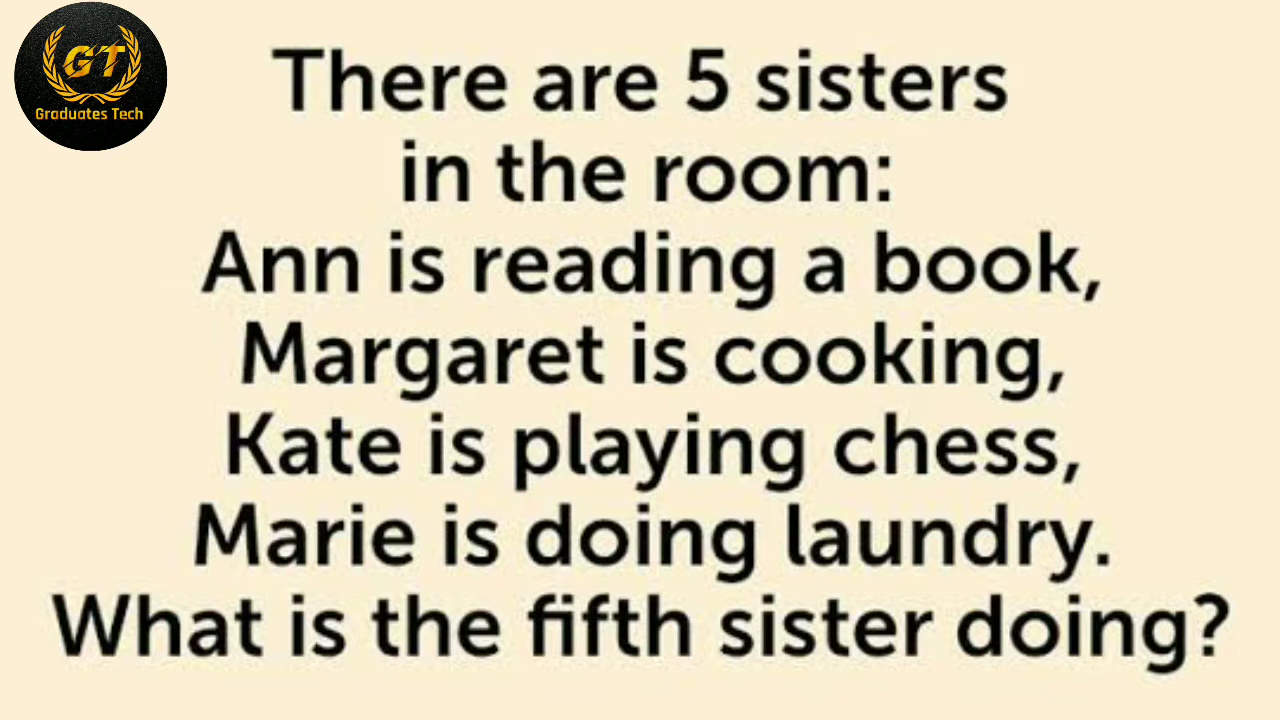 GT
Graduates Tech
There are 5 sisters
in the room:
Ann is reading a book,
Margaret is cooking,
Kate is playing chess,
Marie is doing laundry.
What is the fifth sister doing?